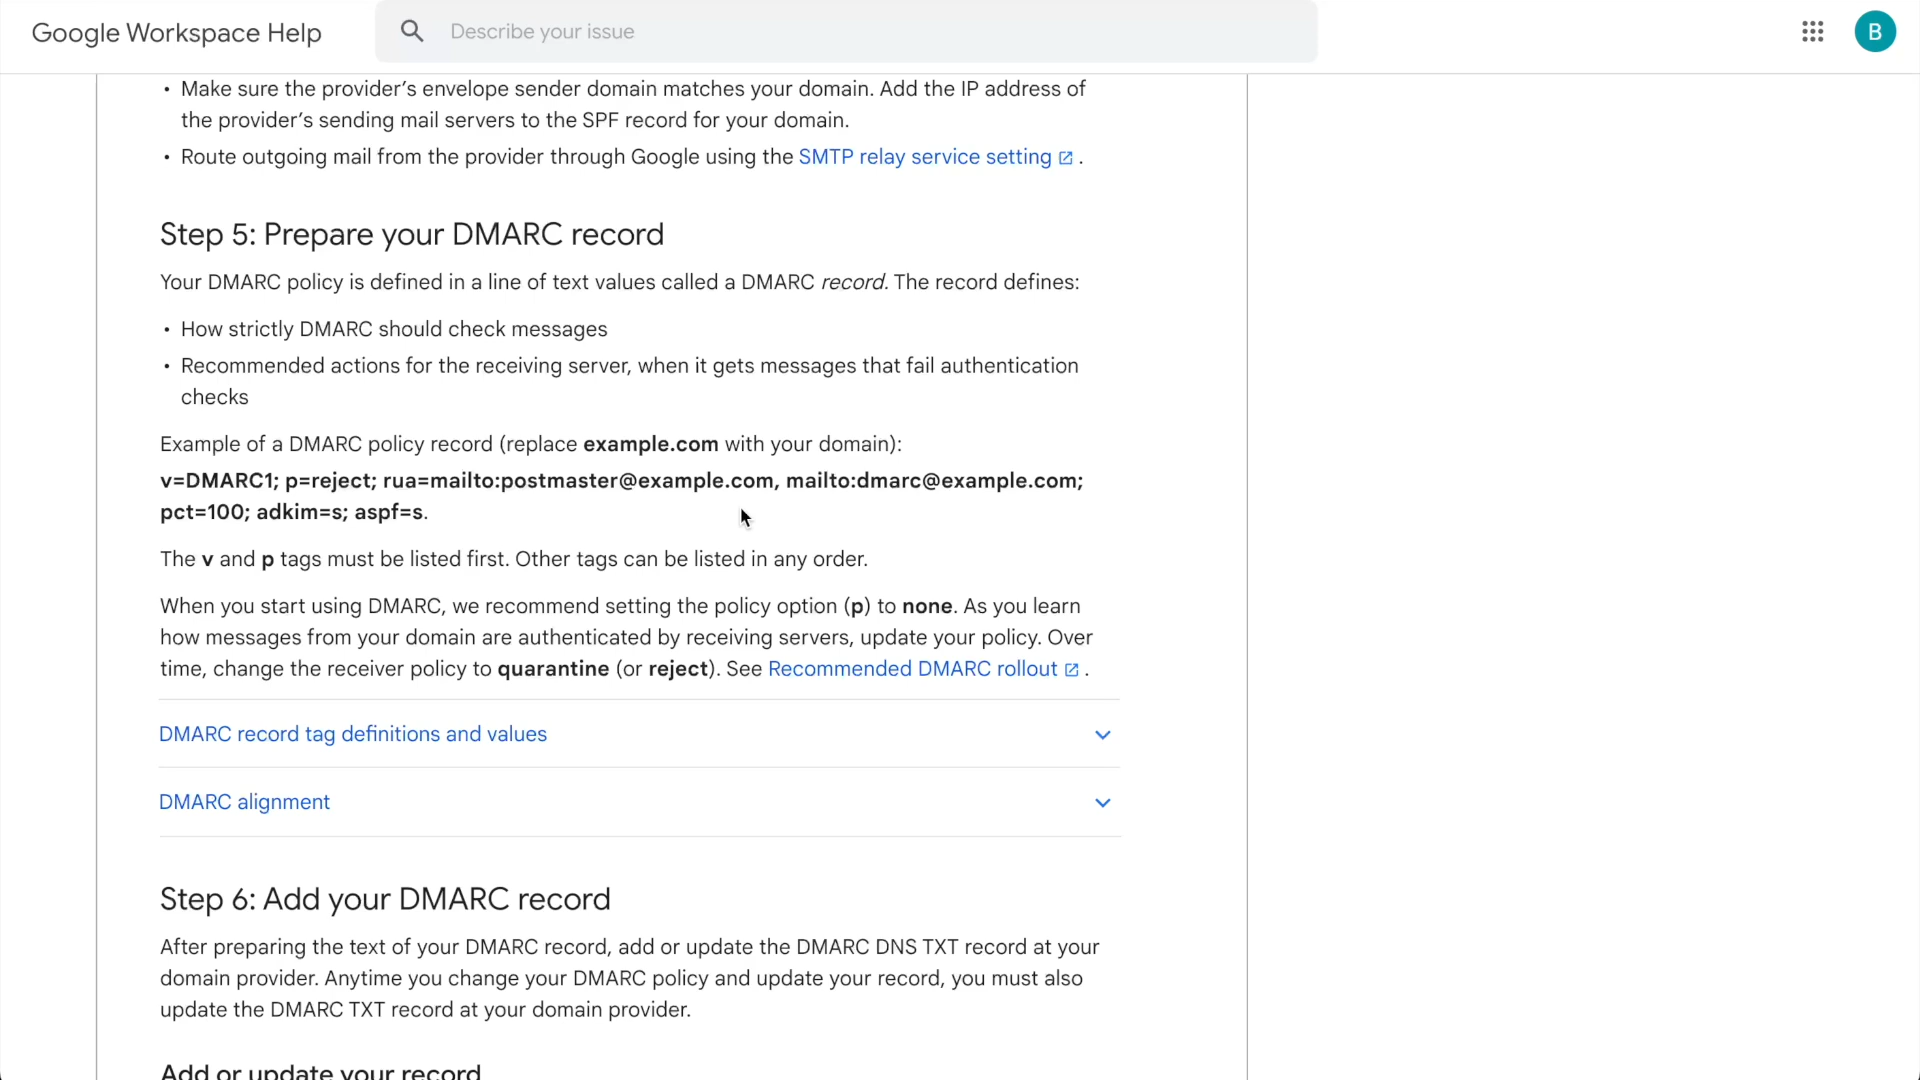 Google Workspace Help
Describe your issue
B
• Make sure the provider’s envelope sender domain matches your domain. Add the IP address of
the provider’s sending mail servers to the SPF record for your domain.
• Route outgoing mail from the provider through Google using the SMTP relay service setting .
Step 5: Prepare your DMARC record
Your DMARC policy is defined in a line of text values called a DMARC record. The record defines:
• How strictly DMARC should check messages
• Recommended actions for the receiving server, when it gets messages that fail authentication
checks
Example of a DMARC policy record (replace example.com with your domain):
v=DMARC1; p=reject; rua=mailto:postmaster@example.com, mailto:dmarc@example.com;
pct=100; adkim=s; aspf=s.
The v and p tags must be listed first. Other tags can be listed in any order.
When you start using DMARC, we recommend setting the policy option (p) to none. As you learn
how messages from your domain are authenticated by receiving servers, update your policy. Over
time, change the receiver policy to quarantine (or reject). See Recommended DMARC rollout .
DMARC record tag definitions and values
DMARC alignment
Step 6: Add your DMARC record
After preparing the text of your DMARC record, add or update the DMARC DNS TXT record at your
domain provider. Anytime you change your DMARC policy and update your record, you must also
update the DMARC TXT record at your domain provider.
Add or update your record